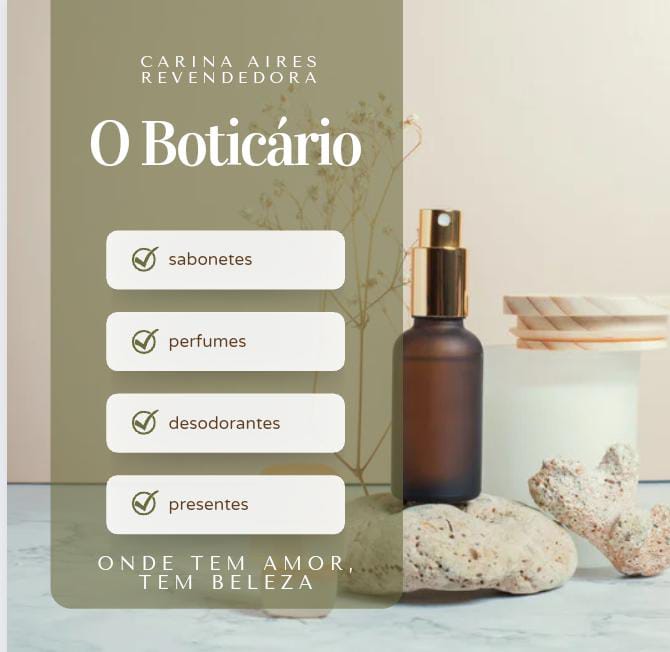 CARINA AIRES
REVENDEDORA
O Boticário
sabonetes
perfumes
desodorantes
presentes
ONDE TEM AMOR,
TEM BELEZA